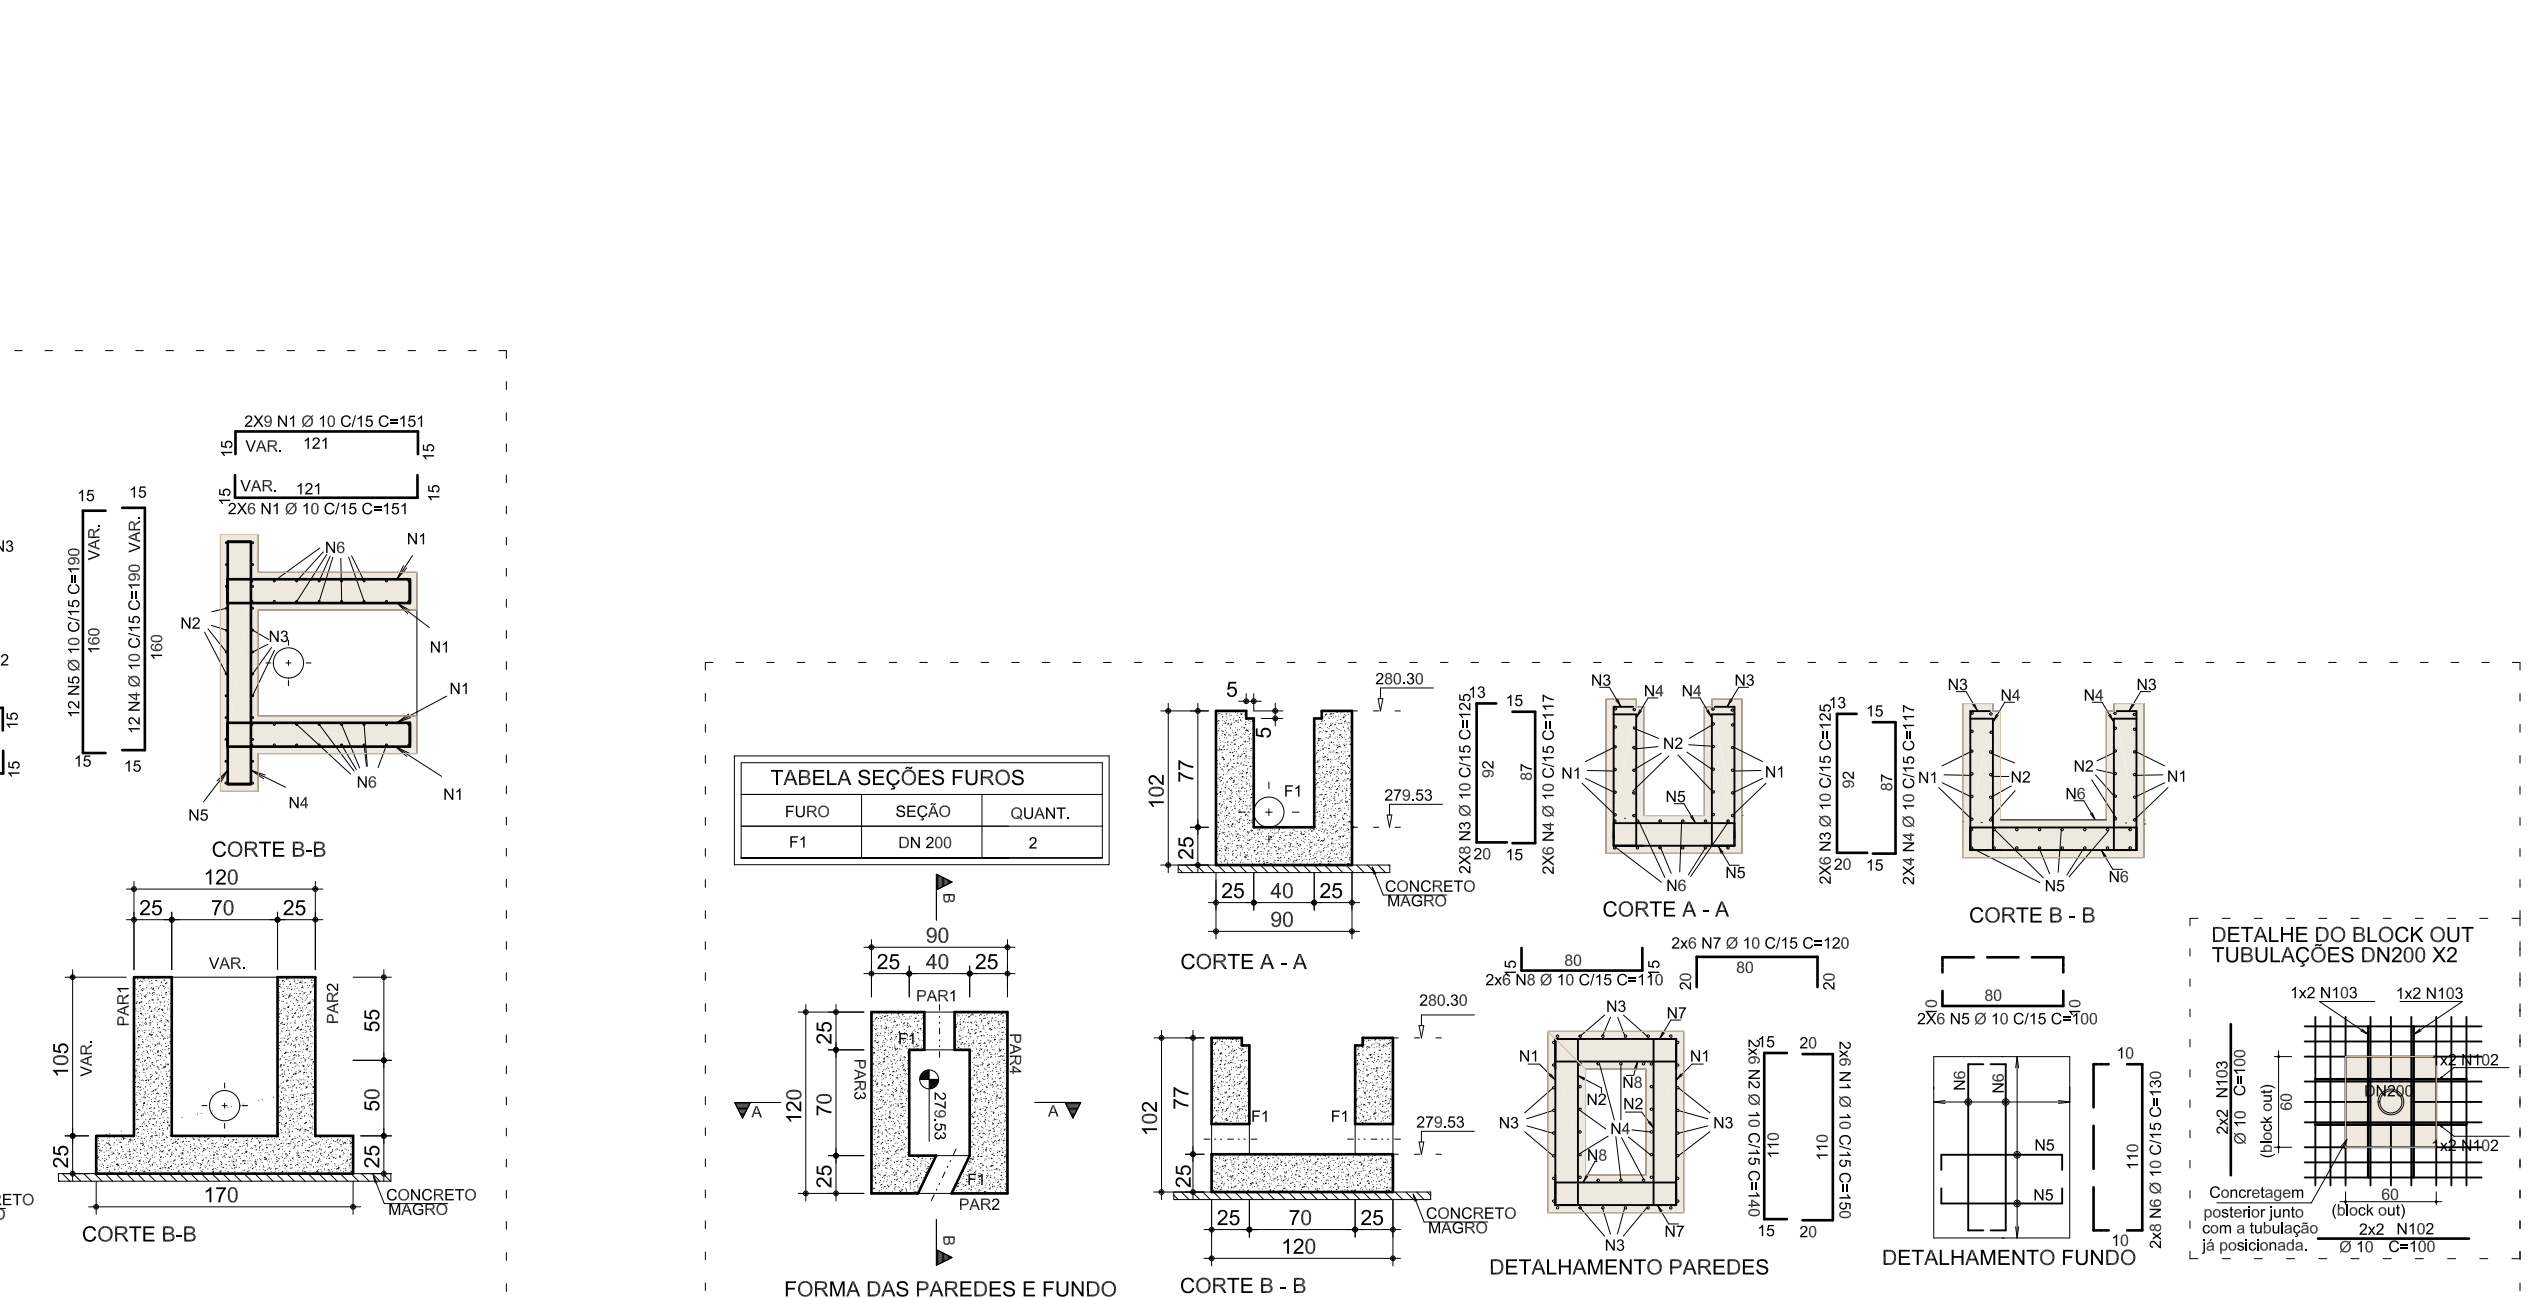 2X9 N1 Ø 10 C/15 C=151
15
VAR.
121
15
15
VAR.
121
15
2X6 N1 Ø 10 C/15 C=151
15
15
12 N5 Ø 10 C/15 C=190
160
VAR.
12 N4 Ø 10 C/15 C=190
VAR.
160
15
15
N6
N1
N2
N3
N1
N1
N6
N4
N1
N5
CORTE B-B
N3
2
15
15
120
25
70
25
VAR.
PAR1
PAR2
105
VAR.
25
55
50
25
170
CONCRETO
MAGRO
CORTE B-B
TABELA SEÇÕES FUROS
FURO
SEÇÃO
QUANT.
F1
DN 200
2
B
90
25
40
25
PAR1
F1
PAR3
PAR4
120
25
70
25
279.53
A
A
F1
PAR2
B
FORMA DAS PAREDES E FUNDO
5
5
280.30
102
77
25
F1
279.53
25
40
25
90
CONCRETO
MAGRO
CORTE A - A
280.30
102
77
25
F1
F1
279.53
25
70
25
120
CONCRETO
MAGRO
CORTE B - B
2X8 N3 Ø 10 C/15 C=125
13
92
20
15
87
15
2X6 N4 Ø 10 C/15 C=117
N3
N4
N4
N3
N2
N1
N1
N5
N6
N5
CORTE A - A
2X6 N3 Ø 10 C/15 C=125
13
92
20
15
87
15
2X4 N4 Ø 10 C/15 C=117
N3
N4
N4
N3
N1
N2
N2
N1
N6
N5
N6
CORTE B - B
15
80
15
2x6 N8 Ø 10 C/15 C=110
2x6 N7 Ø 10 C/15 C=120
20
80
20
N3
N7
N1
N1
N8
N2
N2
N3
N4
N3
N8
N3
N7
2x6 N2 Ø 10 C/15 C=140
15
110
15
20
110
20
2x6 N1 Ø 10 C/15 C=150
DETALHAMENTO PAREDES
10
80
10
2X6 N5 Ø 10 C/15 C=100
N6
N6
N5
N5
10
110
10
2x8 N6 Ø 10 C/15 C=130
DETALHAMENTO FUNDO
DETALHE DO BLOCK OUT
TUBULAÇÕES DN200 X2
1x2 N103
1x2 N103
2x2 N103
Ø 10 C=100
(block out)
60
1x2 N102
DN200
1x2 N102
60
(block out)
Concretagem
posterior junto
com a tubulação
já posicionada.
2x2 N102
Ø 10 C=100